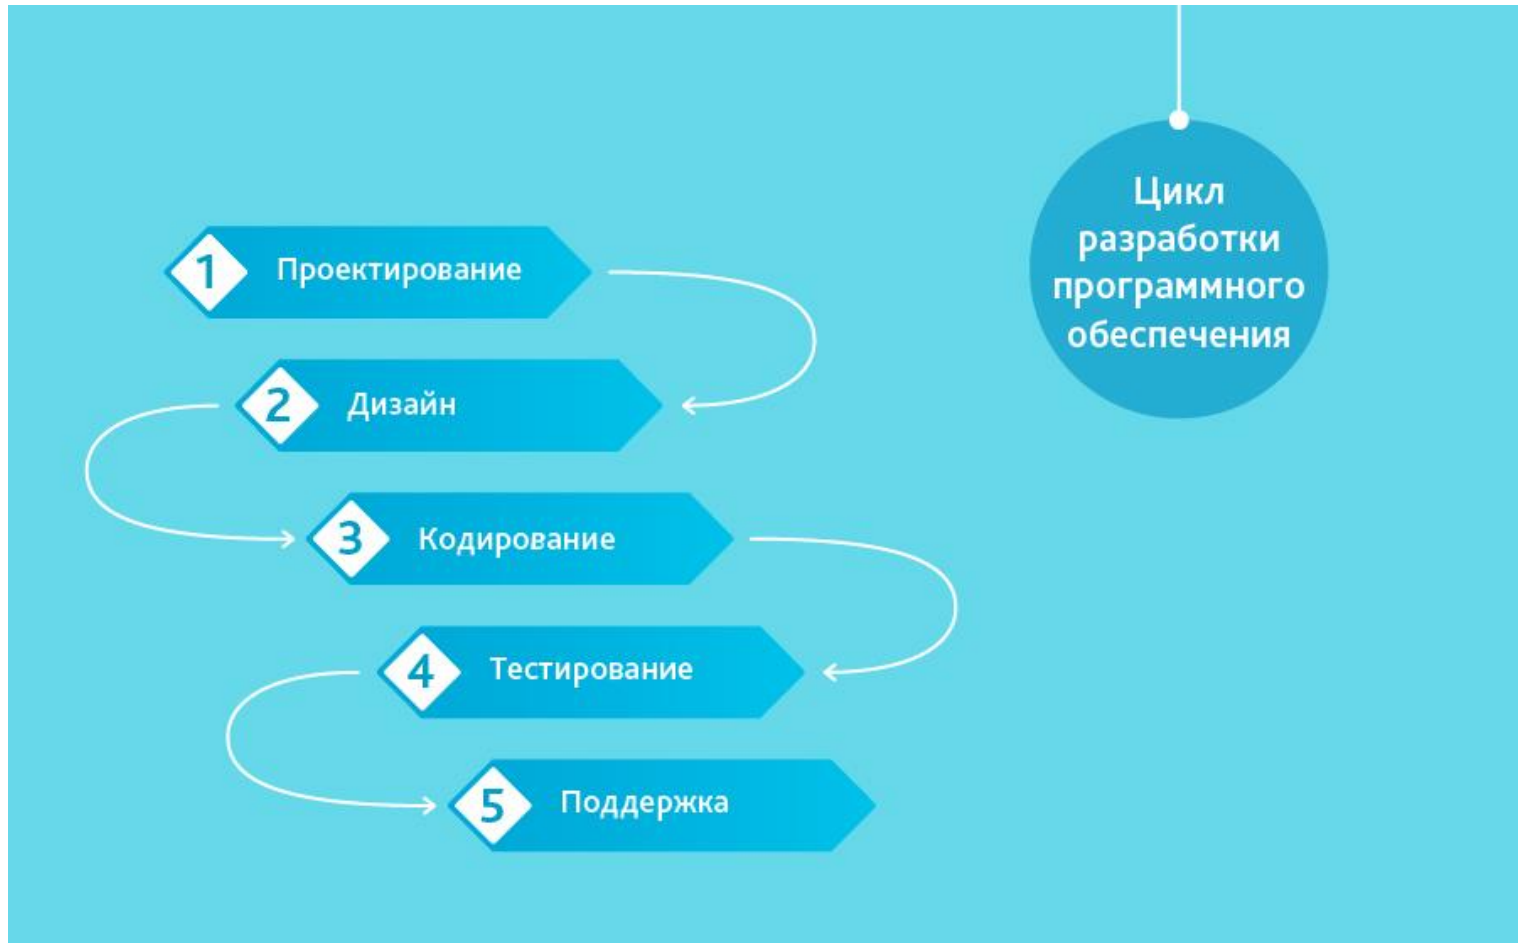 Цикл
разработки
программного
обеспечения
1 Проектирование
2 Дизайн
3 Кодирование
4 Тестирование
5 Поддержка